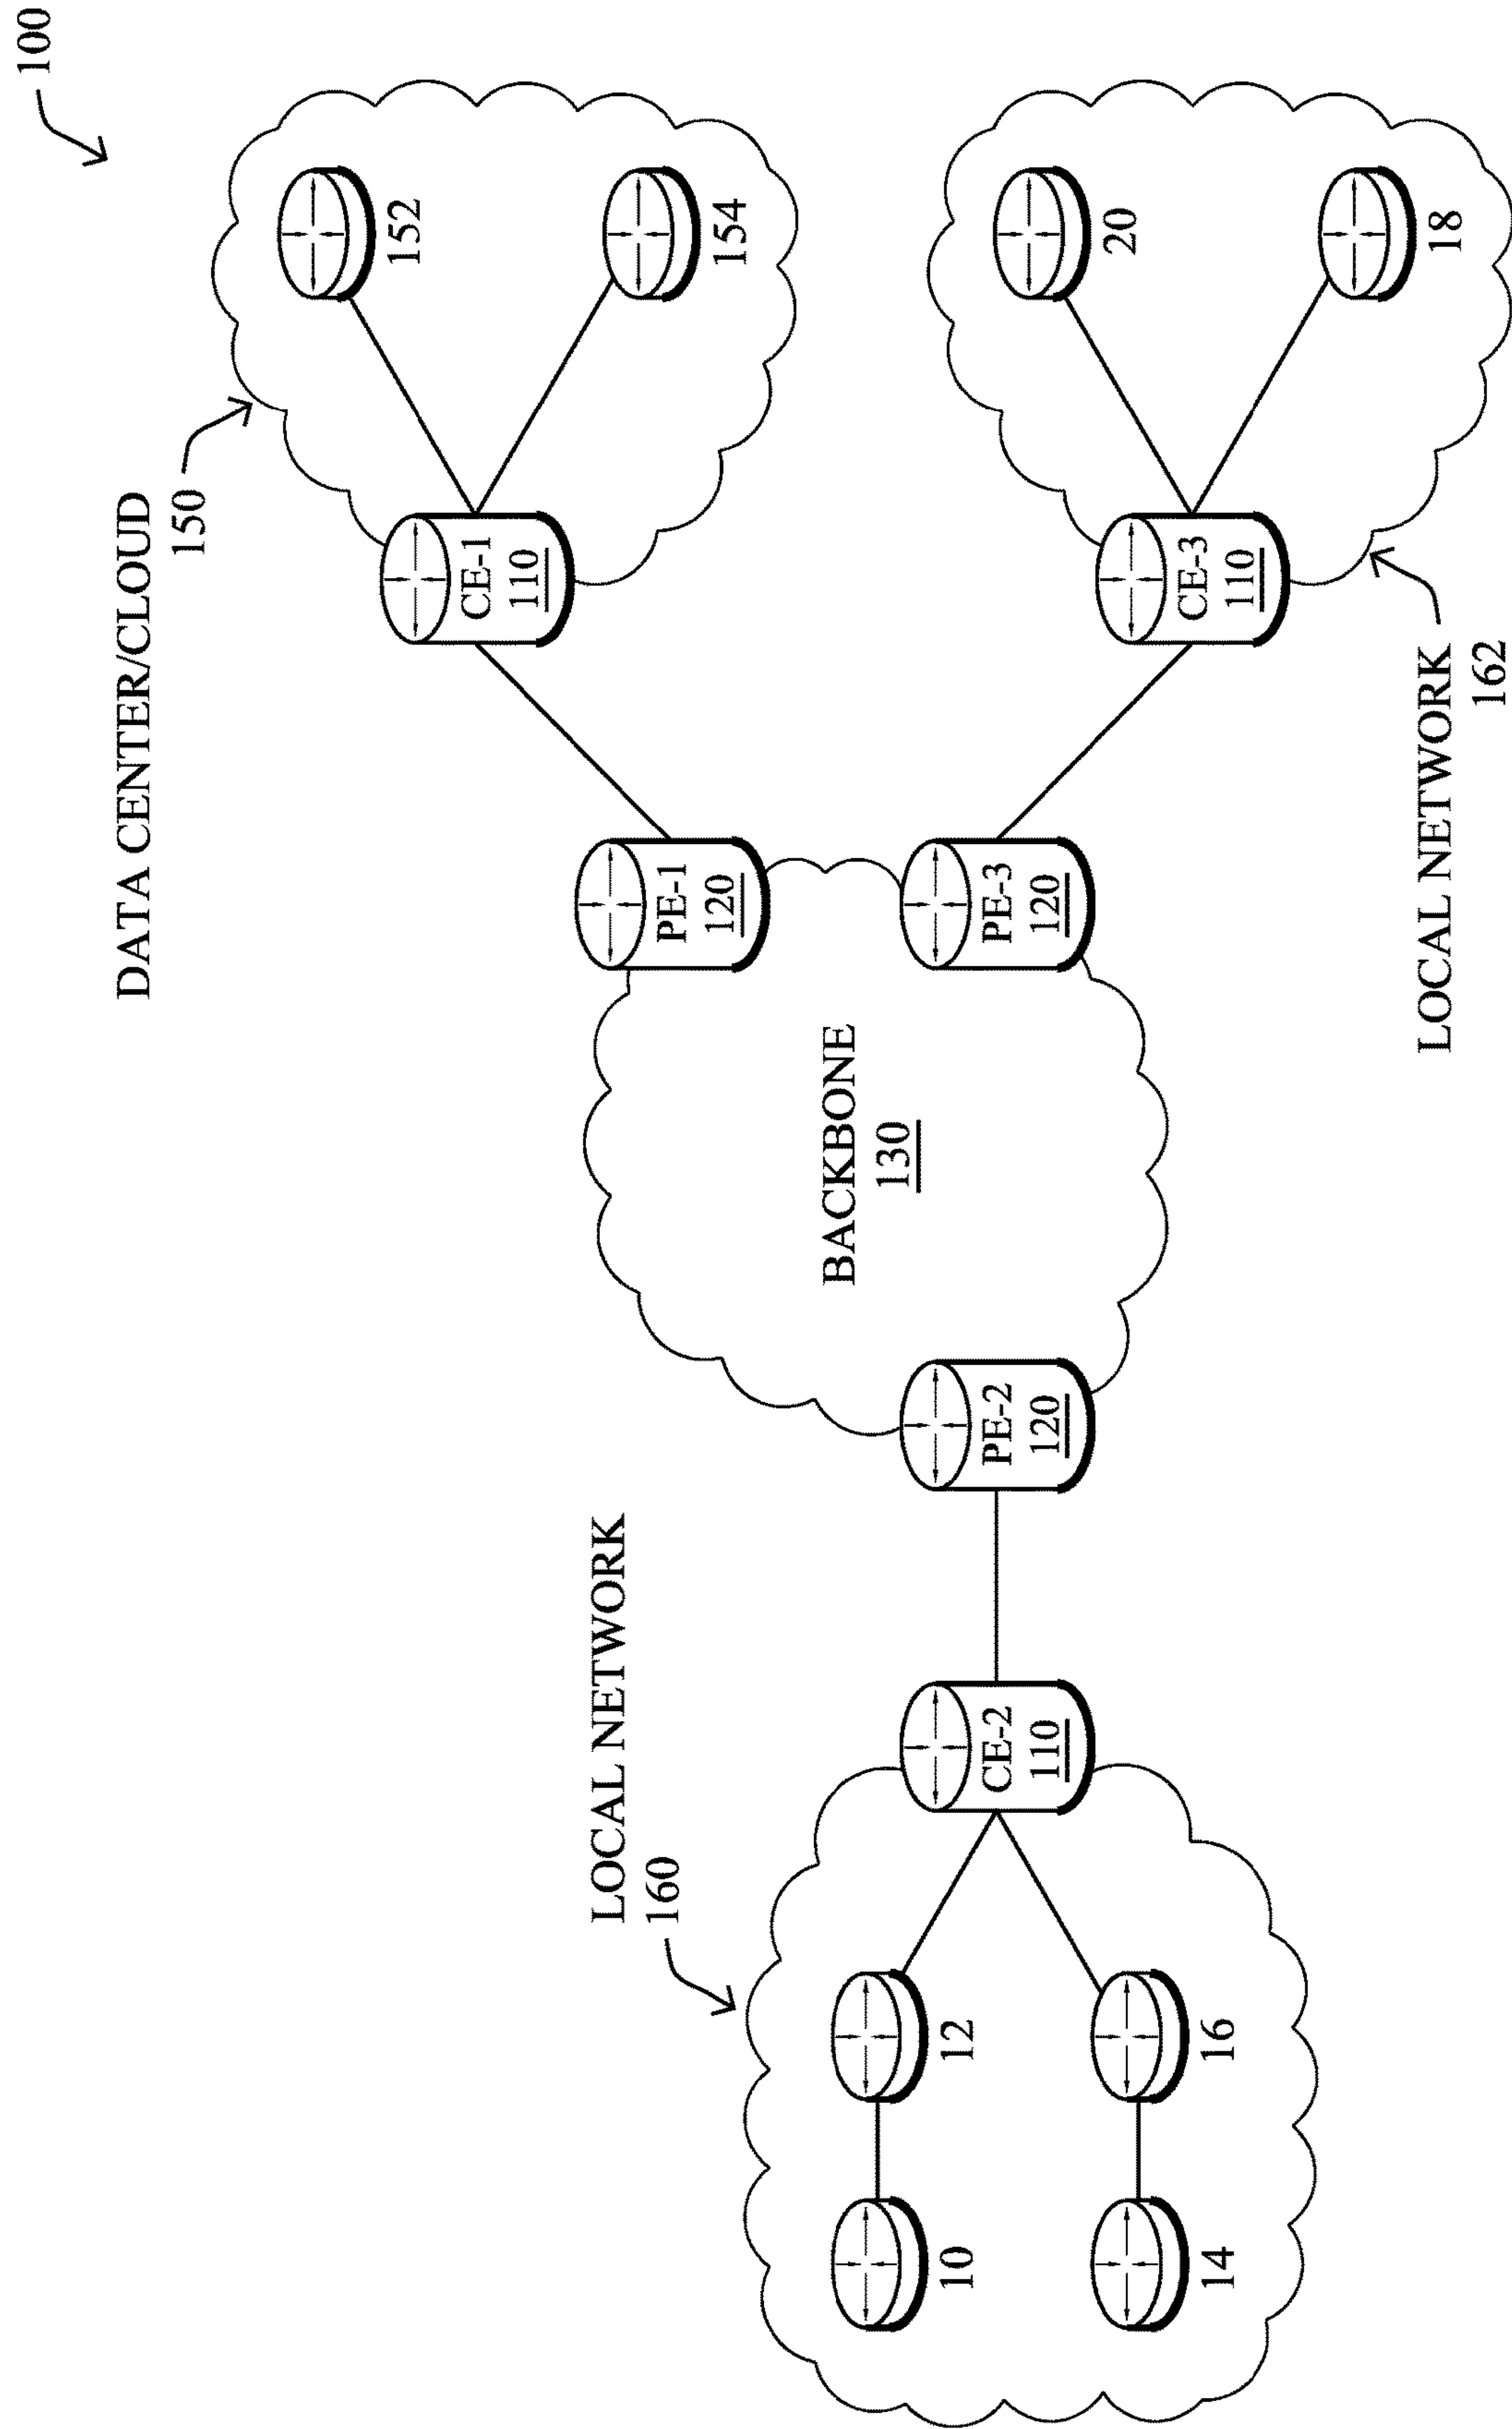 100
DATA CENTER/CLOUD
150
152
154
CE-1
110
PE-1
120
LOCAL NETWORK
160
BACKBONE
130
10
12
14
16
CE-2
110
PE-2
120
PE-3
120
CE-3
110
20
18
LOCAL NETWORK
162